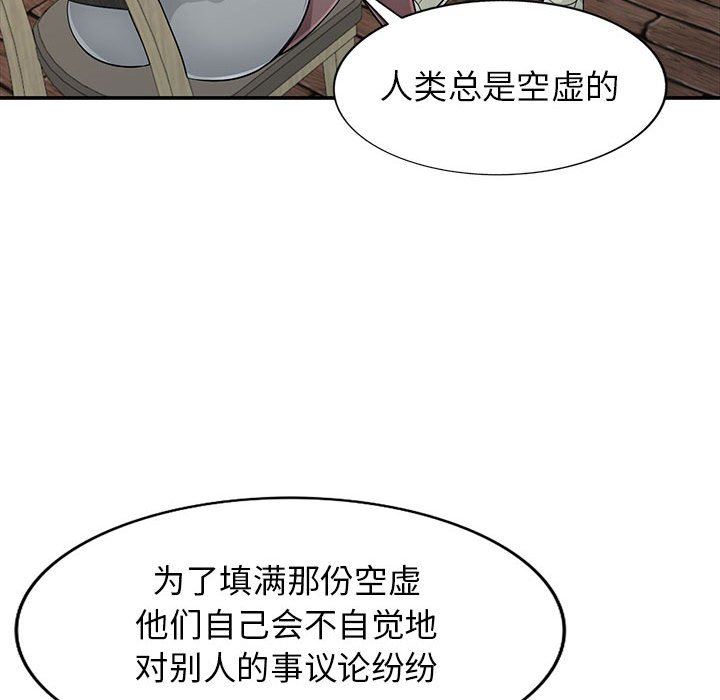 人类总是空虚的
为了填满那份空虚
他们自己会不自觉地
对别人的事议论纷纷